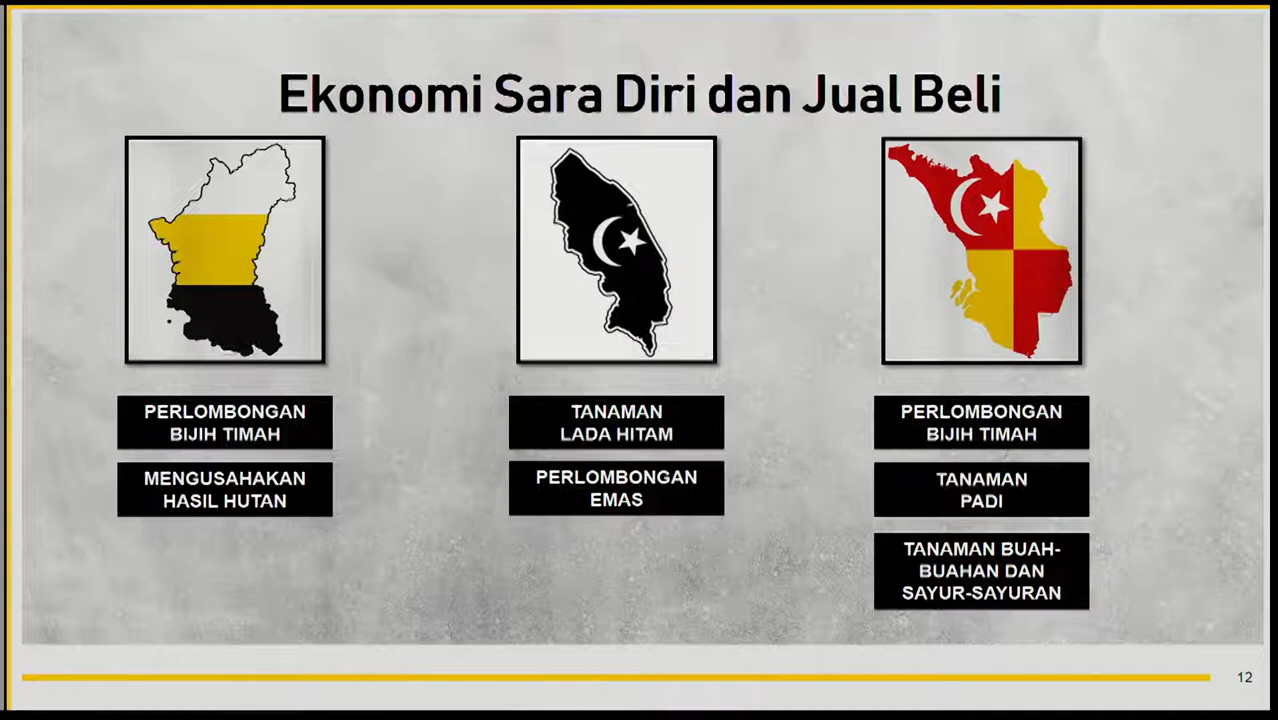 Ekonomi Sara Diri dan Jual Beli
PERLOMBONGAN
BIJIH TIMAH
MENGUSAHAKAN
HASIL HUTAN
TANAMAN
LADA HITAM
PERLOMBONGAN
EMAS
PERLOMBONGAN
BIJIH TIMAH
TANAMAN
PADI
TANAMAN BUAH-
BUAHAN DAN
SAYUR-SAYURAN
12